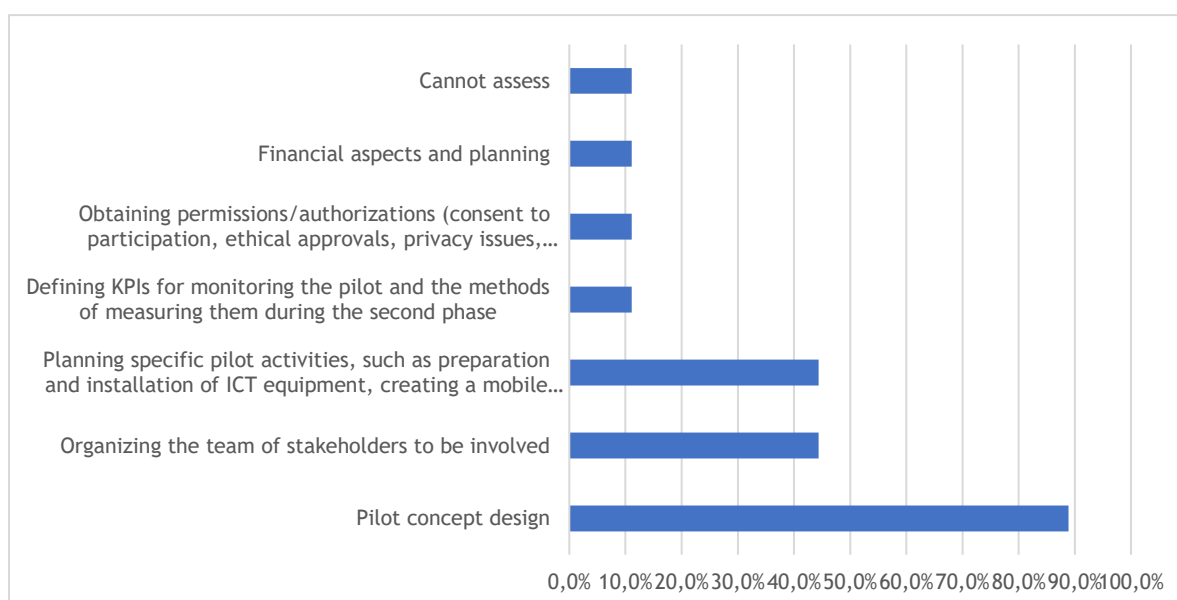 Cannot assess
Financial aspects and planning
Obtaining permissions/authorizations (consent to
participation, ethical approvals, privacy issues,…
Defining KPIs for monitoring the pilot and the methods
of measuring them during the second phase
Planning specific pilot activities, such as preparation
and installation of ICT equipment, creating a mobile…
Organizing the team of stakeholders to be involved
Pilot concept design
0,0% 10,0% 20,0% 30,0% 40,0% 50,0% 60,0% 70,0% 80,0% 90,0% 100,0%